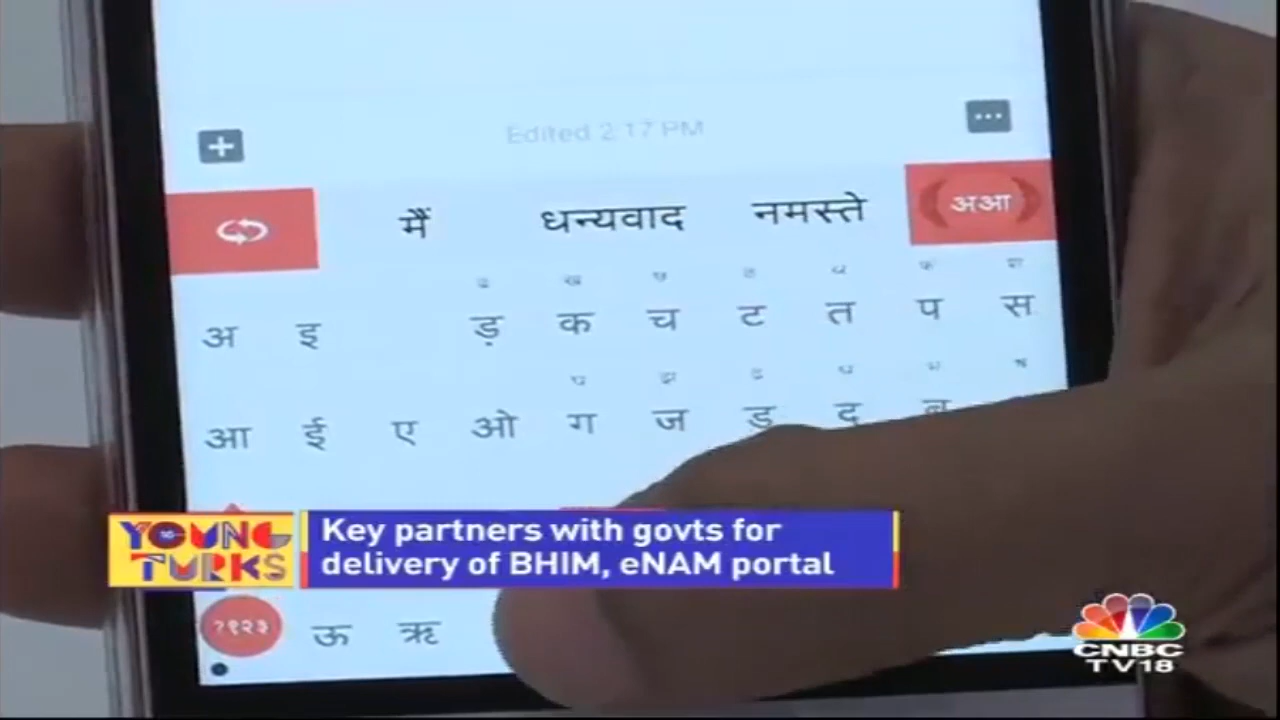 Edited 2:17 PM
मैं धन्यवाद नमस्ते अआ
अ इ ड़ क च ट त प स
आ ई ए ओ ग ज ड द
?१२३ ऊ ऋ
YOUNG TURKS
Key partners with govts for
delivery of BHIM, eNAM portal
CNBC
TV18